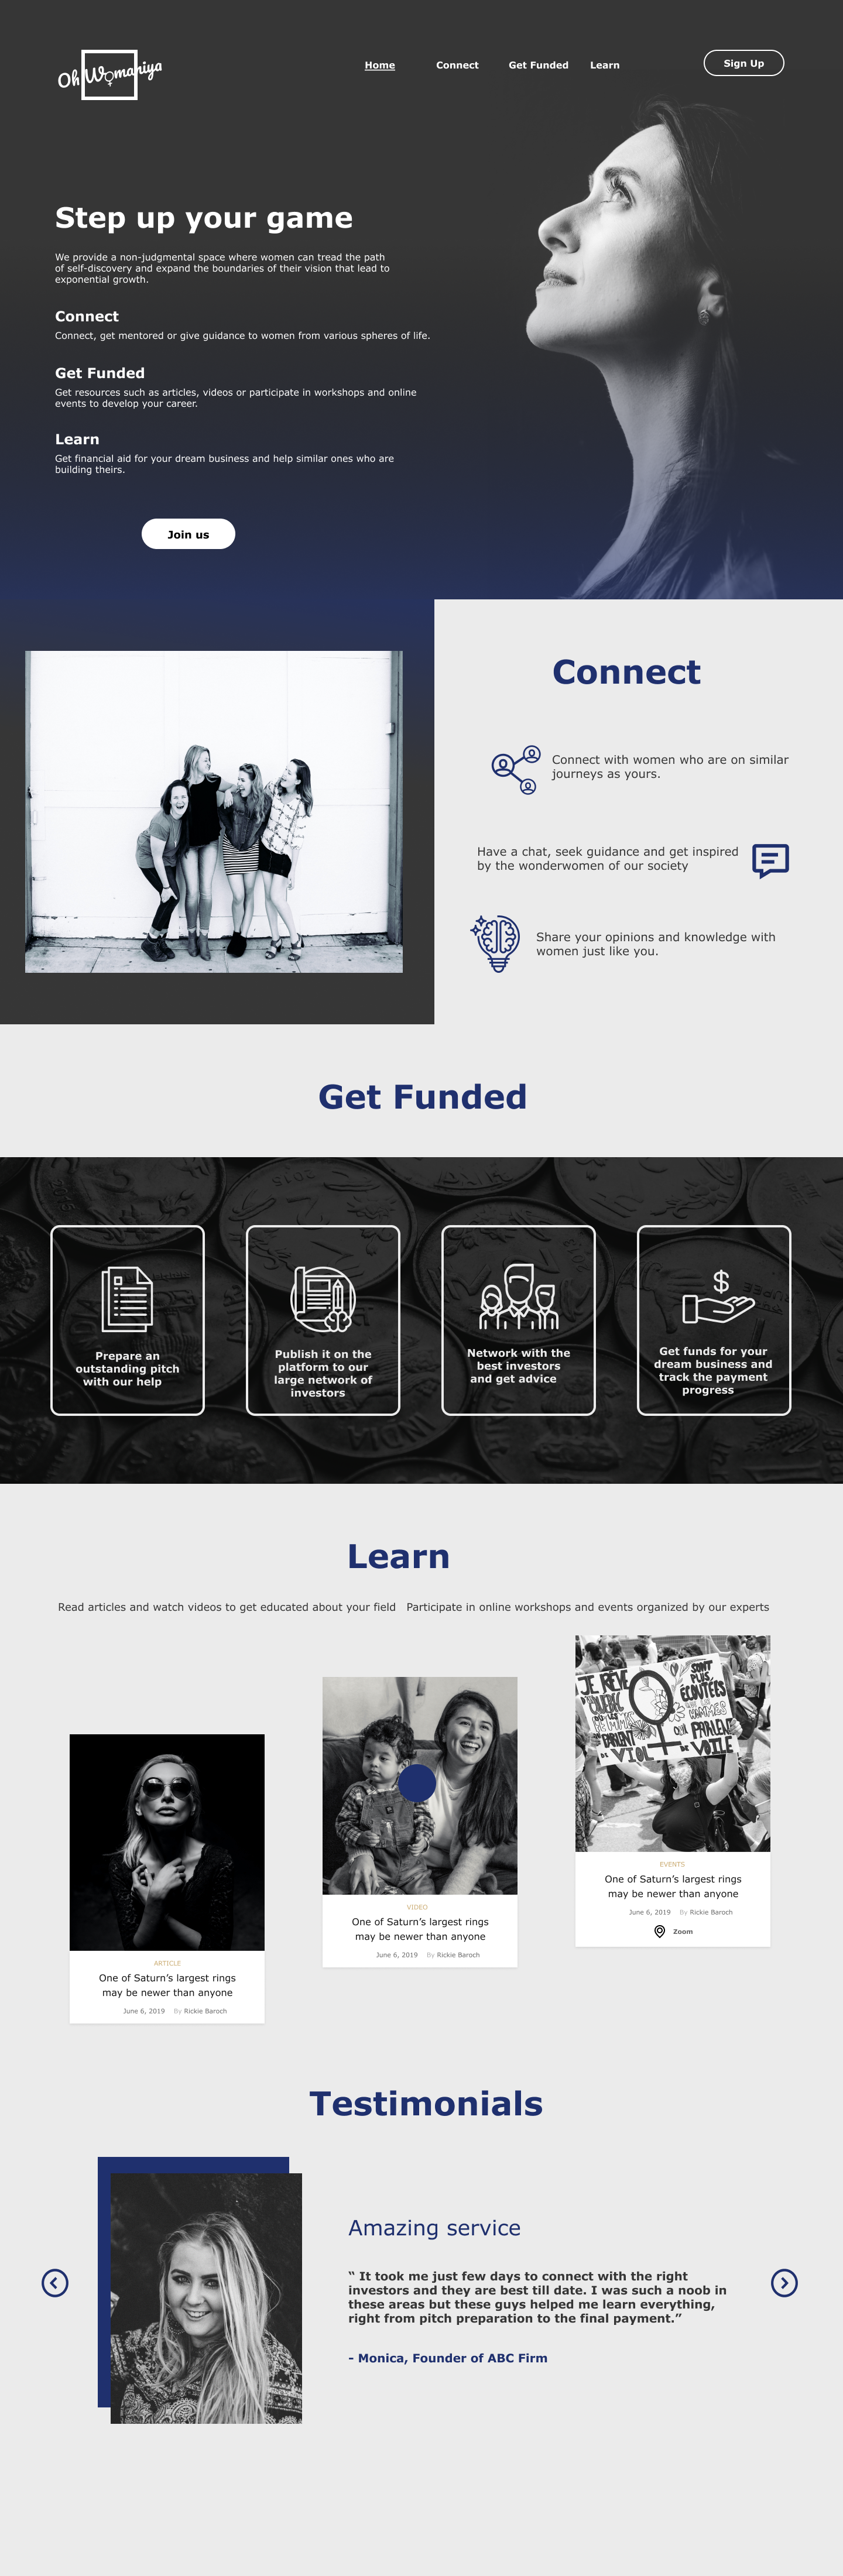 Oh Womaniya
Home
Connect
Get Funded
Learn
Sign Up
Step up your game
We provide a non-judgmental space where women can tread the path
of self-discovery and expand the boundaries of their vision that lead to
exponential growth.
Connect
Connect, get mentored or give guidance to women from various spheres of life.
Get Funded
Get resources such as articles, videos or participate in workshops and online
events to develop your career.
Learn
Get financial aid for your dream business and help similar ones who are
building theirs.
Join us
Connect
Connect with women who are on similar
journeys as yours.
Have a chat, seek guidance and get inspired
by the wonderwomen of our society
Share your opinions and knowledge with
women just like you.
Get Funded
Prepare an
outstanding pitch
with our help
Publish it on the
platform to our
large network of
investors
Network with the
best investors
and get advice
Get funds for your
dream business and
track the payment
progress
Learn
Read articles and watch videos to get educated about your field
Participate in online workshops and events organized by our experts
ARTICLE
One of Saturn’s largest rings
may be newer than anyone
June 6, 2019 By Rickie Baroch
VIDEO
One of Saturn’s largest rings
may be newer than anyone
June 6, 2019 By Rickie Baroch
JE RÊVE
SONT
PLUS
ÉCOUTÉES
QUI PARLENT
PARLENT
DE VIOL
DE VOILE
EVENTS
One of Saturn’s largest rings
may be newer than anyone
June 6, 2019 By Rickie Baroch
Zoom
Testimonials
Amazing service
“ It took me just few days to connect with the right
investors and they are best till date. I was such a noob in
these areas but these guys helped me learn everything,
right from pitch preparation to the final payment.”
- Monica, Founder of ABC Firm